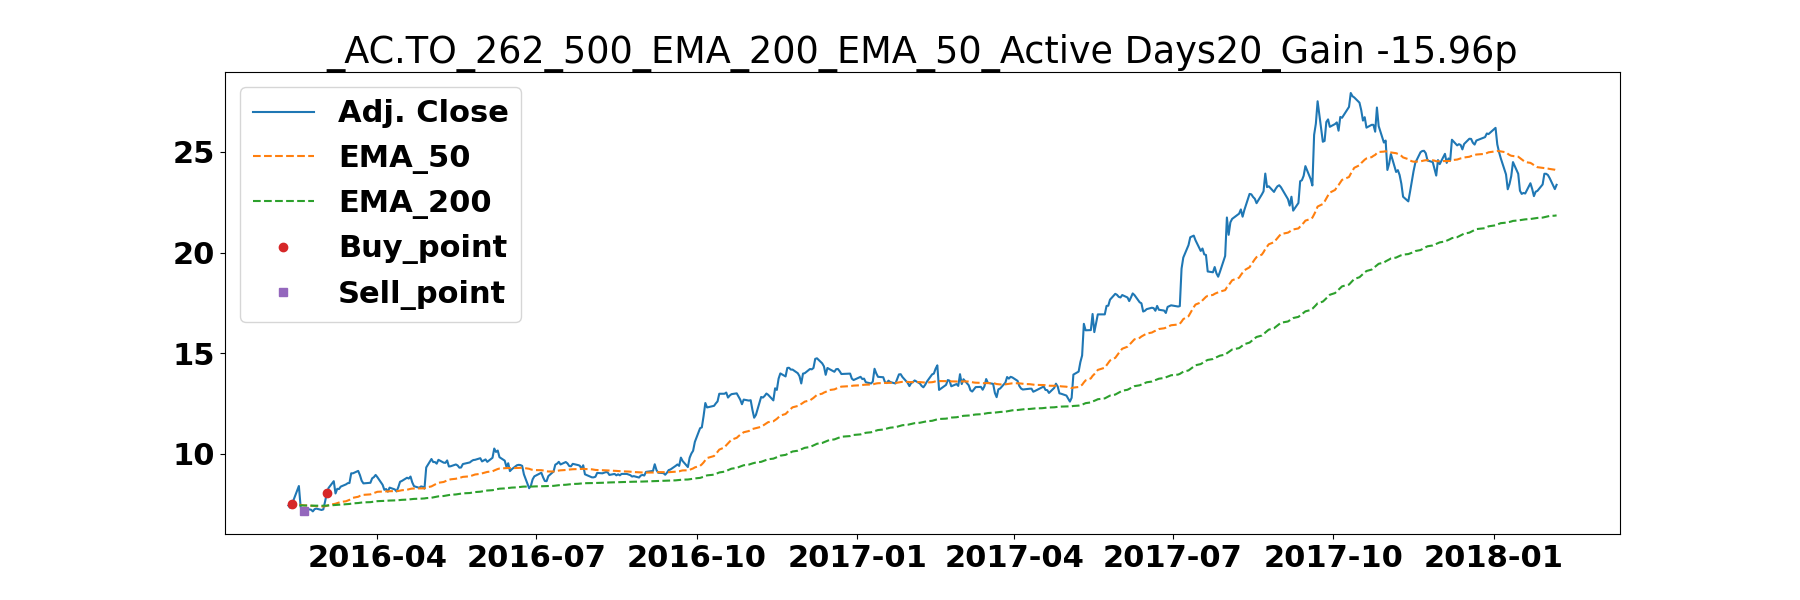 _AC.TO_262_500_EMA_200_EMA_50_Active Days20_Gain -15.96p
Adj. Close
EMA_50
EMA_200
Buy_point
Sell_point
25
20
15
10
2016-04 2016-07 2016-10 2017-01 2017-04 2017-07 2017-10 2018-01